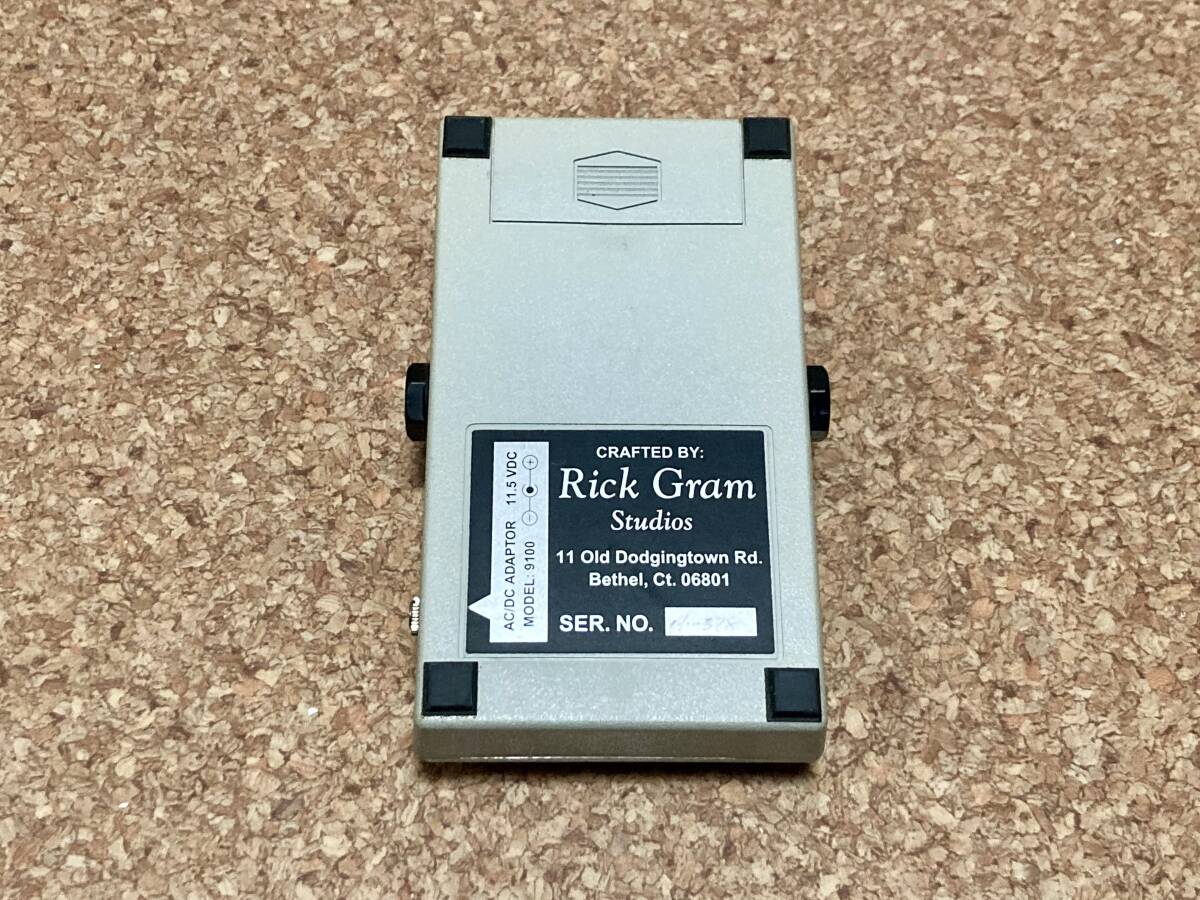 CRAFTED BY:
Rick Gram
Studios
11 Old Dodgingtown Rd.
Bethel, Ct. 06801
SER. NO.
AC/DC ADAPTOR 11.5 VDC
MODEL: 9100